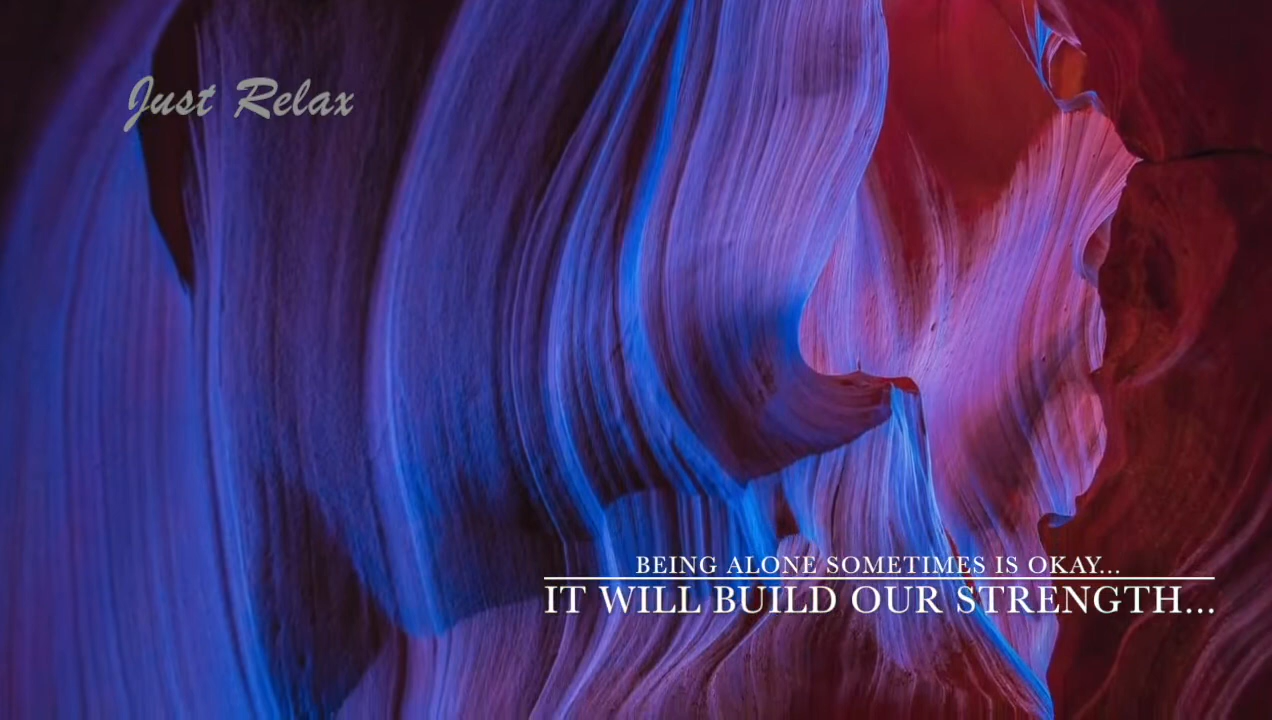 Just Relax
BEING ALONE SOMETIMES IS OKAY...
IT WILL BUILD OUR STRENGTH...